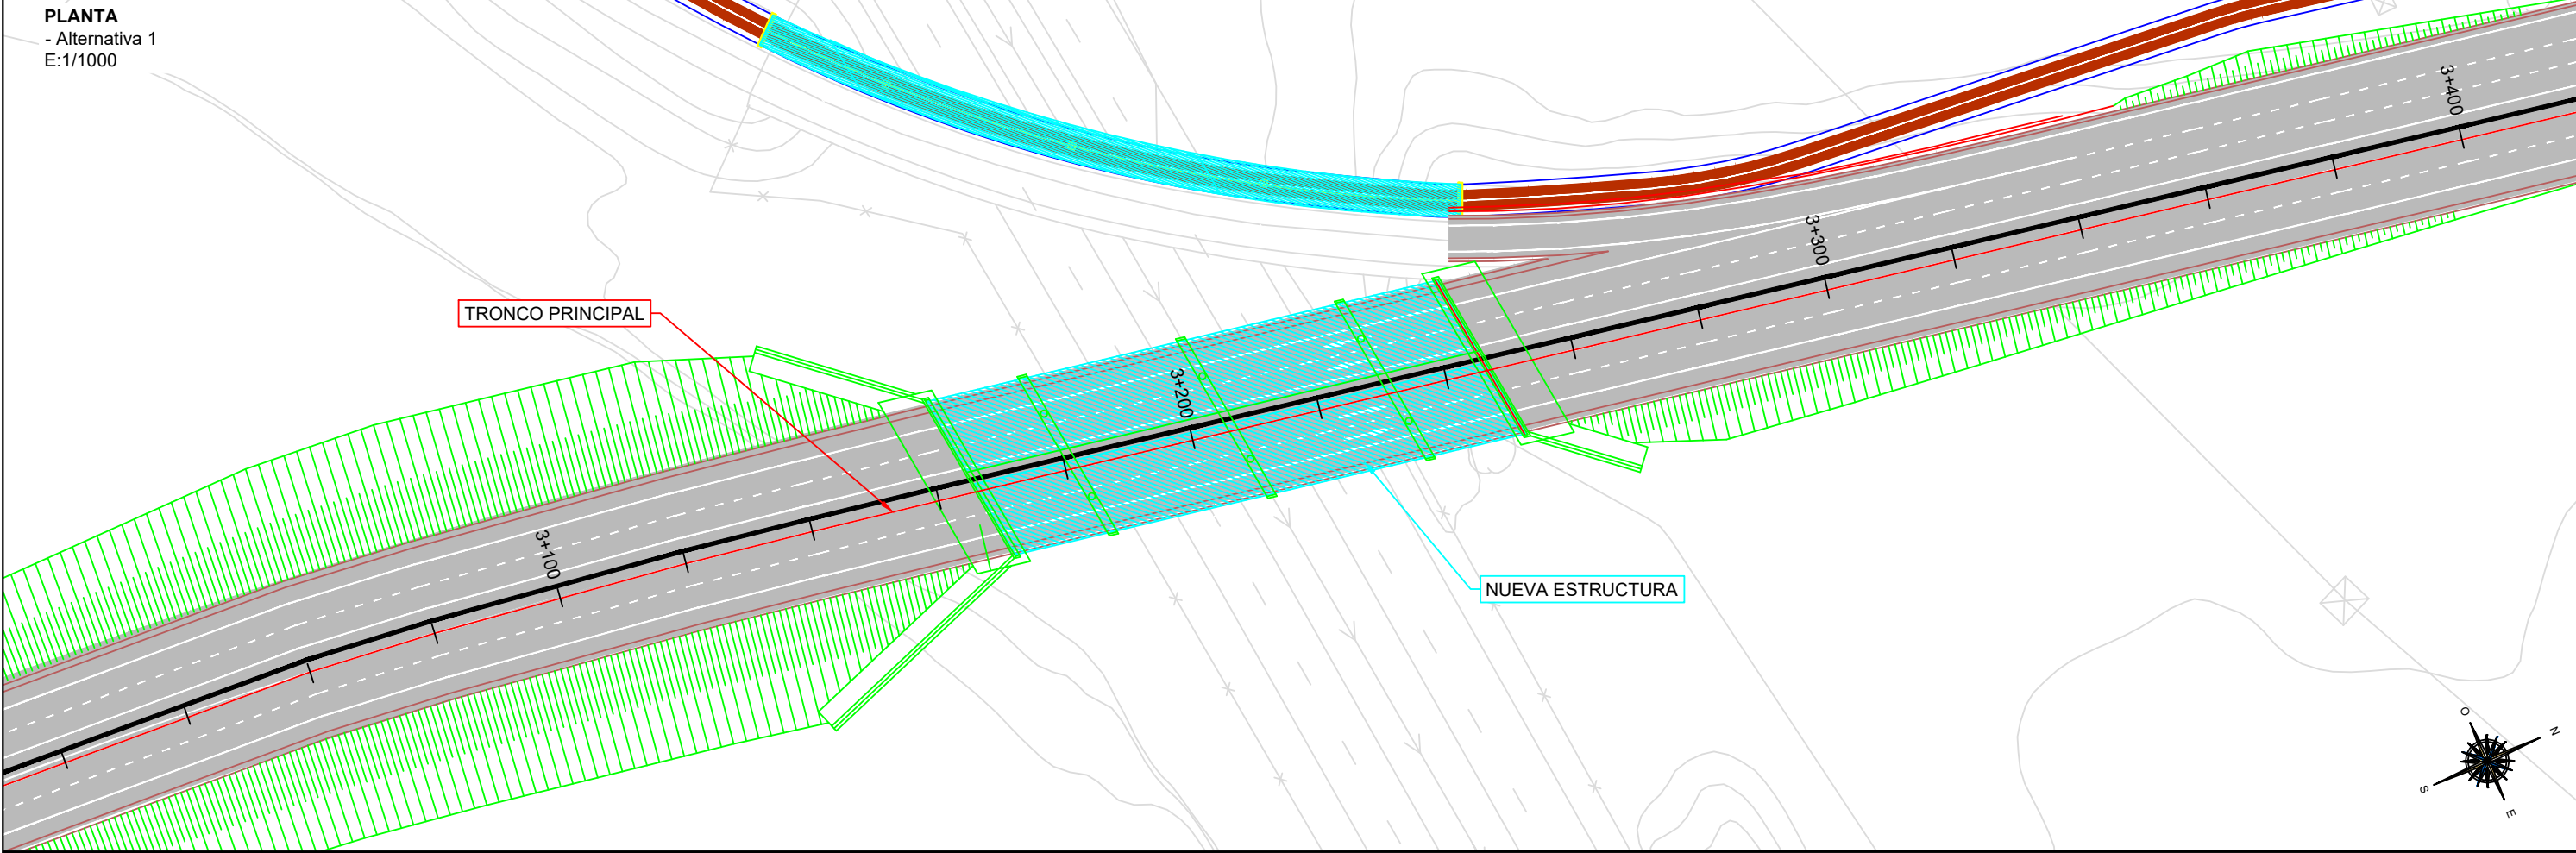 PLANTA
- Alternativa 1
E:1/1000
3+400
3+300
TRONCO PRINCIPAL
3+200
3+100
NUEVA ESTRUCTURA
O
N
S
E